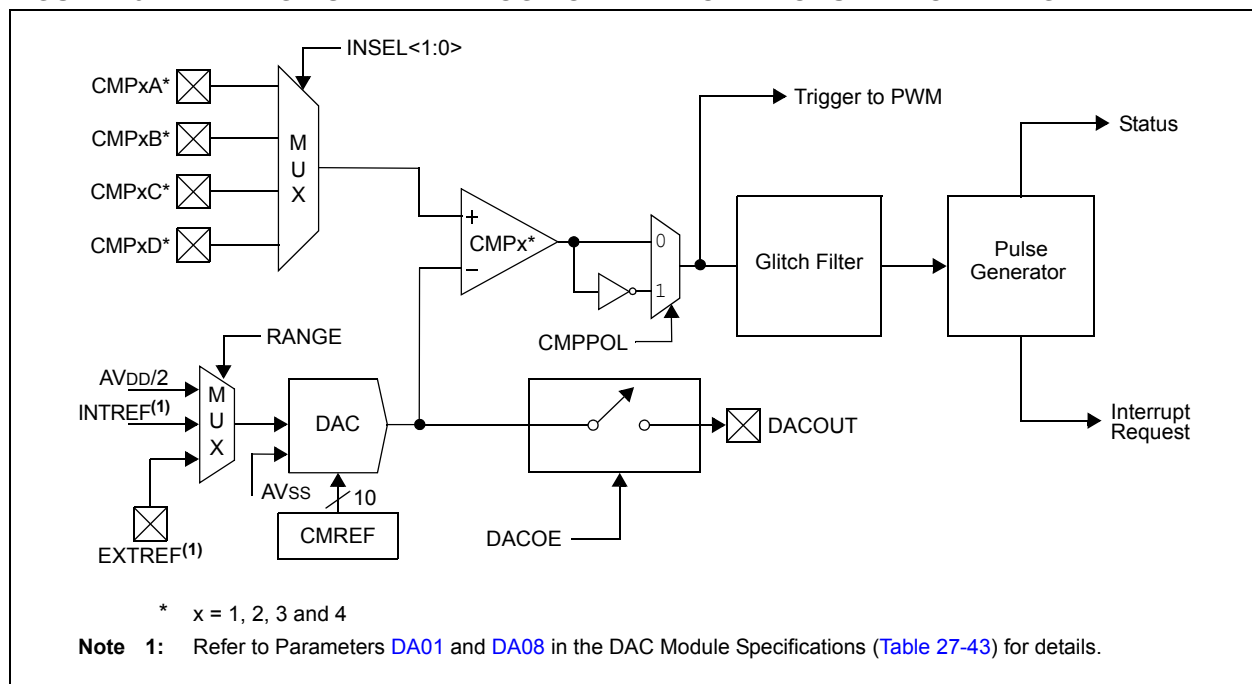 INSEL<1:0>
CMPxA*
CMPxB*
CMPxC*
CMPxD*
M
U
X
Trigger to PWM
Status
+
–
CMPx*
0
1
CMPPOL
Glitch Filter
Pulse
Generator
Interrupt
Request
RANGE
AVDD/2
INTREF(1)
EXTREF(1)
M
U
X
DAC
AVSS
10
CMREF
DACOE
DACOUT
* x = 1, 2, 3 and 4
Note 1: Refer to Parameters DA01 and DA08 in the DAC Module Specifications (Table 27-43) for details.